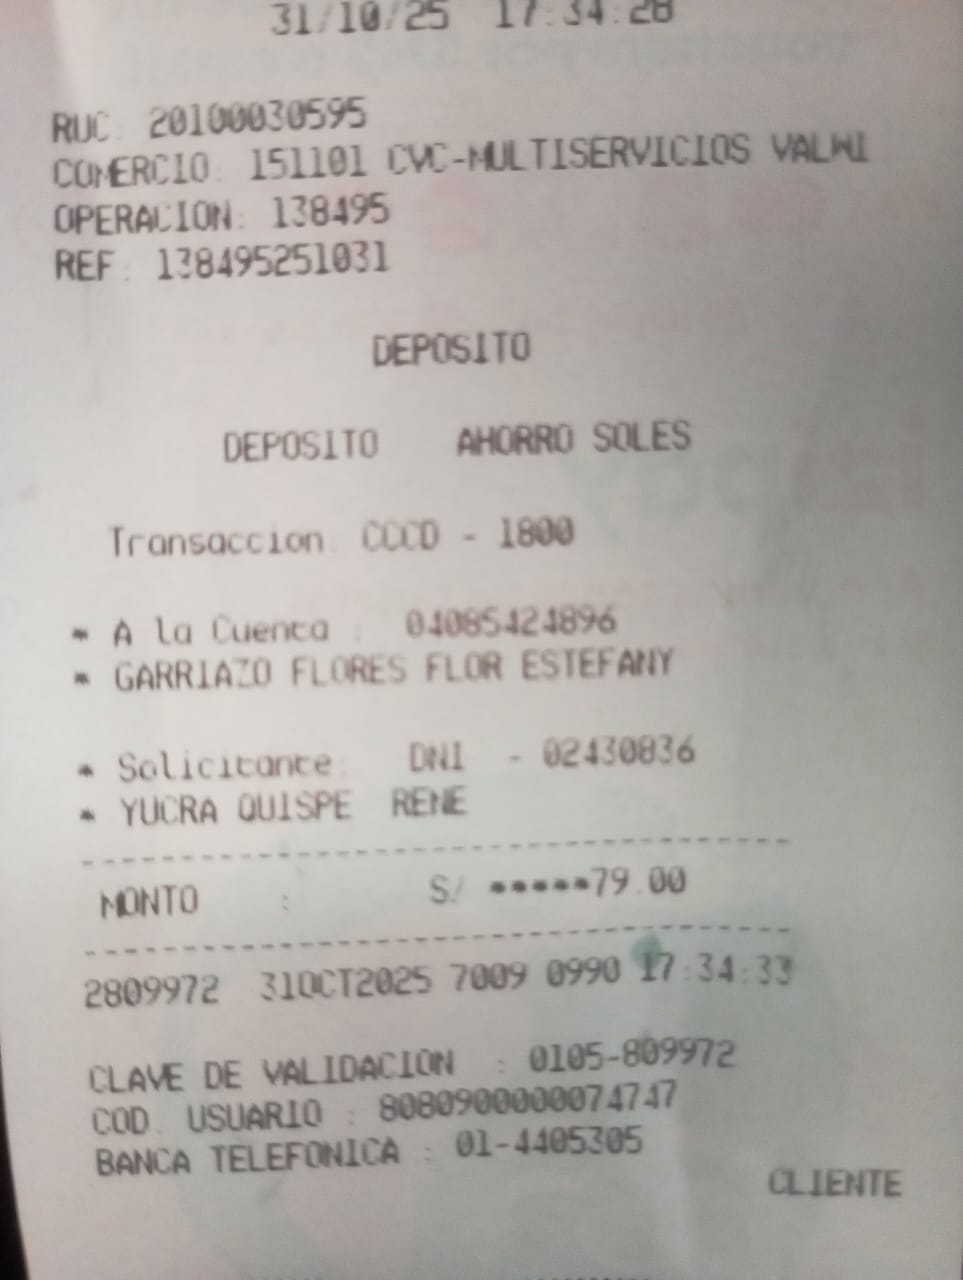 31/10/25 17:34:28
RUC: 20100030595
COMERCIO: 151101 CYC-MULTISERVICIOS VALWI
OPERACION: 138495
REF: 138495251031
DEPOSITO
DEPOSITO AHORRO SOLES
Transaccion: CCCD - 1800
* A la Cuenta : 04085424896
* GARRIAZO FLORES FLOR ESTEFANY
* Solicitante: DNI - 02430836
* YUCRA QUISPE RENE
MONTO : S/ *****79.00
2809972 31OCT2025 7009 0990 17:34:33
CLAVE DE VALIDACION : 0105-809972
COD. USUARIO : 8080900000074747
BANCA TELEFONICA : 01-4405305
CLIENTE